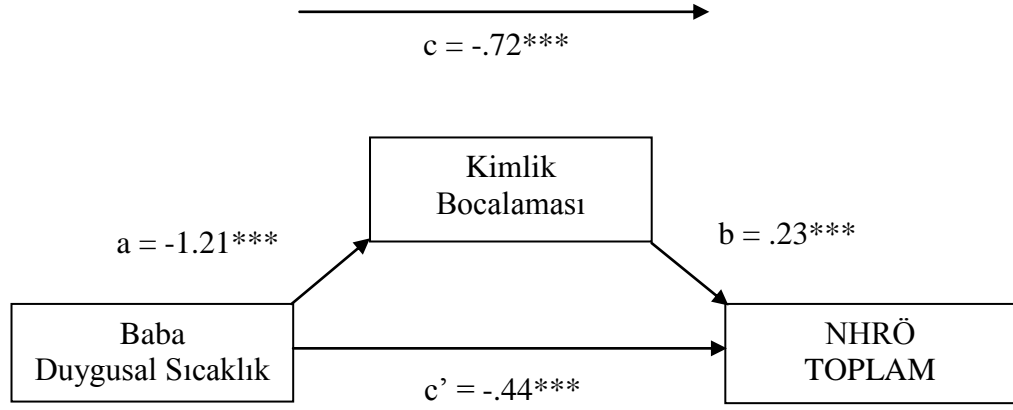 c = -.72***
Kimlik
Bocalaması
a = -1.21***
b = .23***
Baba
Duygusal Sıcaklık
NHRÖ
TOPLAM
c’ = -.44***